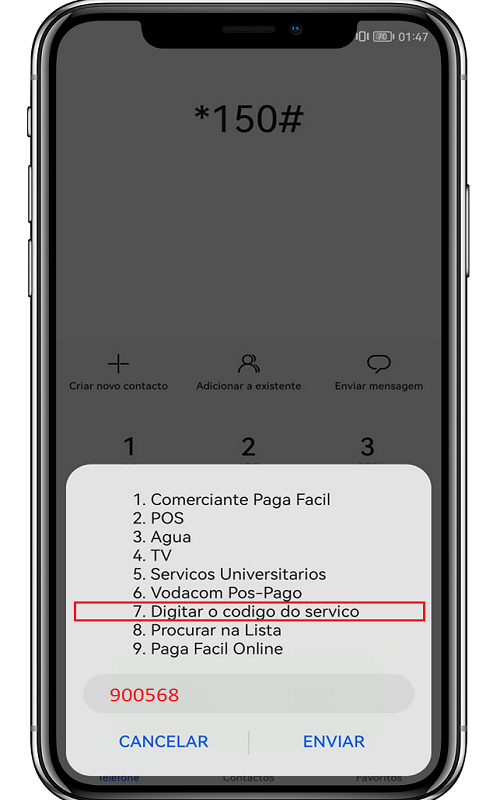 70 01:47
*150#
Criar novo contacto Adicionar a existente Enviar mensagem
1 2 3
1. Comerciante Paga Facil
2. POS
3. Agua
4. TV
5. Servicos Universitarios
6. Vodacom Pos-Pago
7. Digitar o codigo do servico
8. Procurar na Lista
9. Paga Facil Online
900568
CANCELAR ENVIAR
Telefone Contactos Favoritos